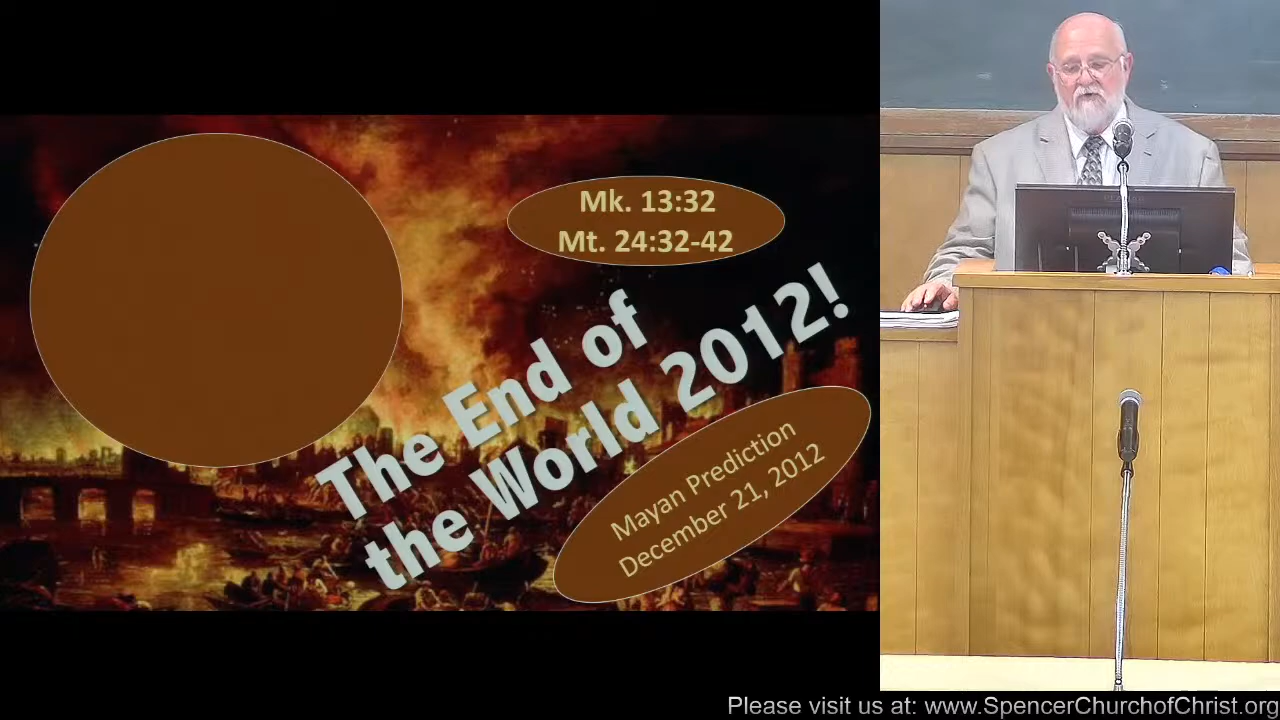 Mk. 13:32
Mt. 24:32-42
The End of
the World 2012!
Mayan Prediction
December 21, 2012
Please visit us at: www.SpencerChurchofChrist.org